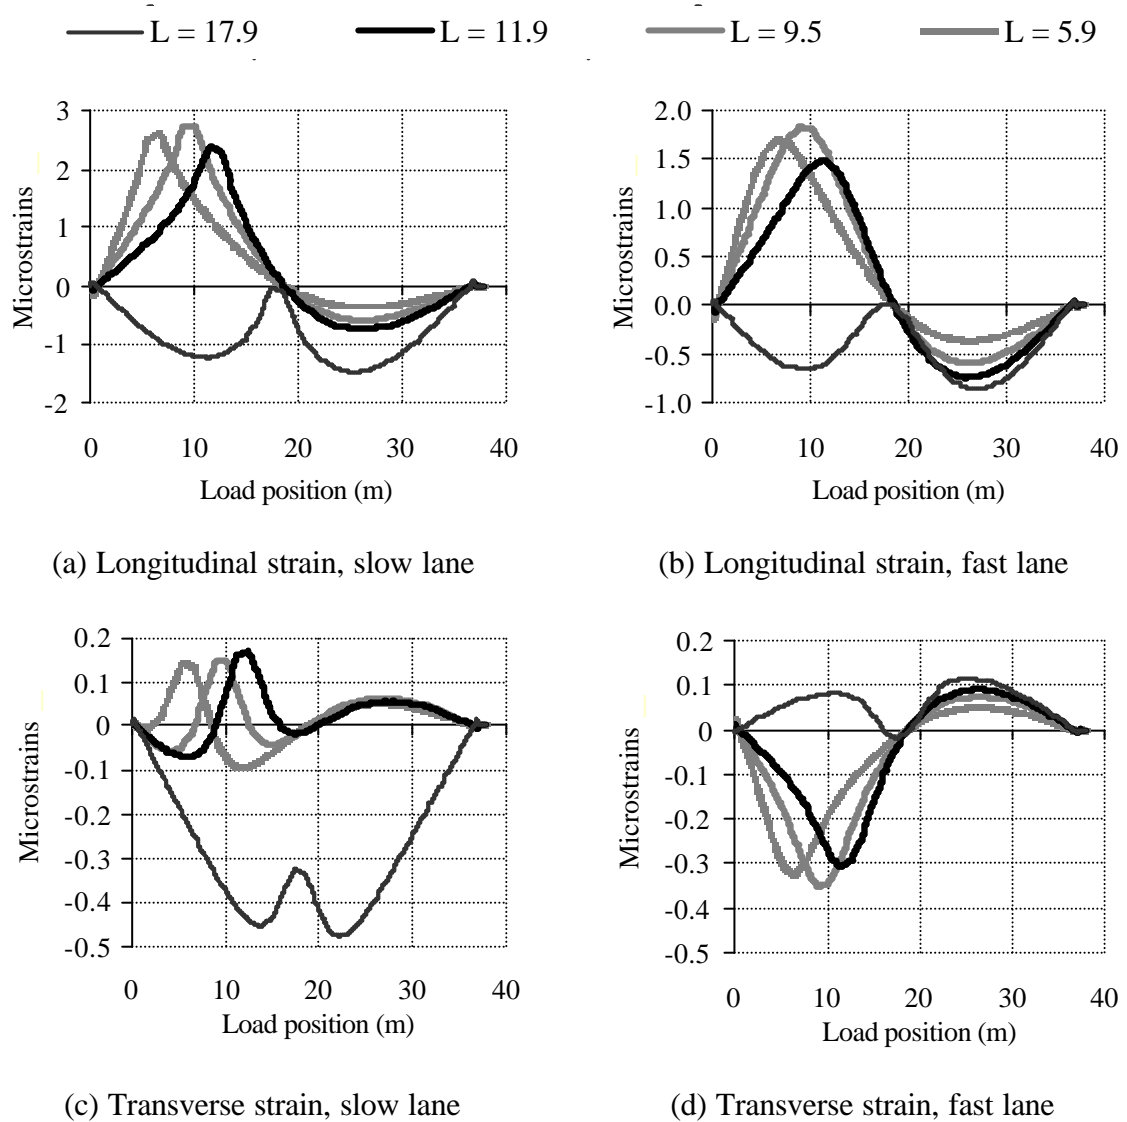 L = 17.9 L = 11.9 L = 9.5 L = 5.9
3
2
1
0
-1
-2
Microstrains
0 10 20 30 40
Load position (m)
(a) Longitudinal strain, slow lane
2.0
1.5
1.0
0.5
0.0
-0.5
-1.0
Microstrains
0 10 20 30 40
Load position (m)
(b) Longitudinal strain, fast lane
0.2
0.1
0
-0.1
-0.2
-0.3
-0.4
-0.5
Microstrains
0 10 20 30 40
Load position (m)
(c) Transverse strain, slow lane
0.2
0.1
0
-0.1
-0.2
-0.3
-0.4
-0.5
Microstrains
0 10 20 30 40
Load position (m)
(d) Transverse strain, fast lane